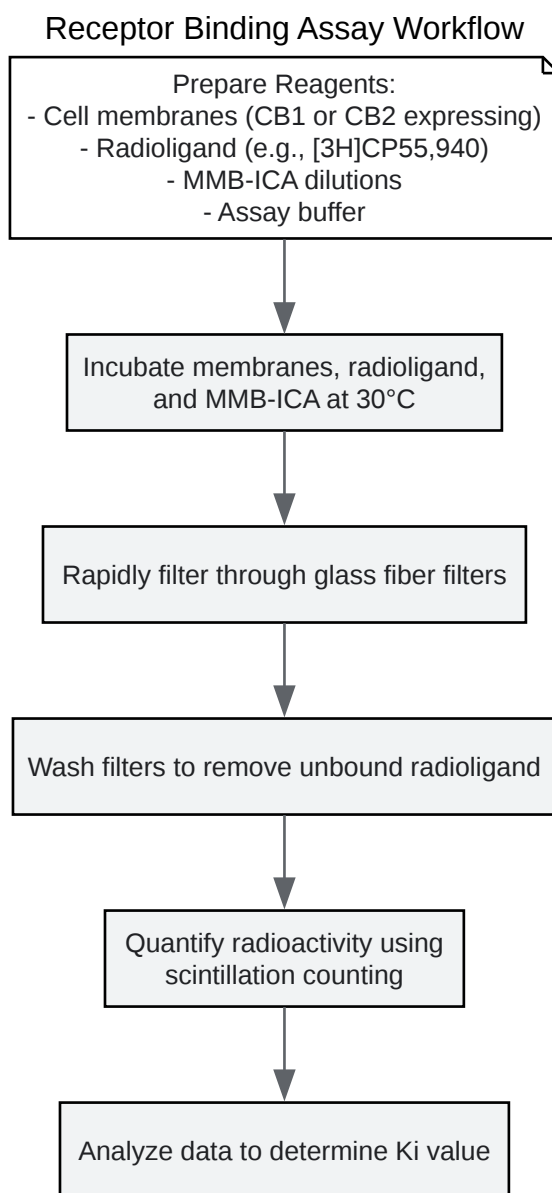 Receptor Binding Assay Workflow
Prepare Reagents:
- Cell membranes (CB1 or CB2 expressing)
- Radioligand (e.g., [3H]CP55,940)
- MMB-ICA dilutions
- Assay buffer
Incubate membranes, radioligand,
and MMB-ICA at 30°C
Rapidly filter through glass fiber filters
Wash filters to remove unbound radioligand
Quantify radioactivity using
scintillation counting
Analyze data to determine Ki value